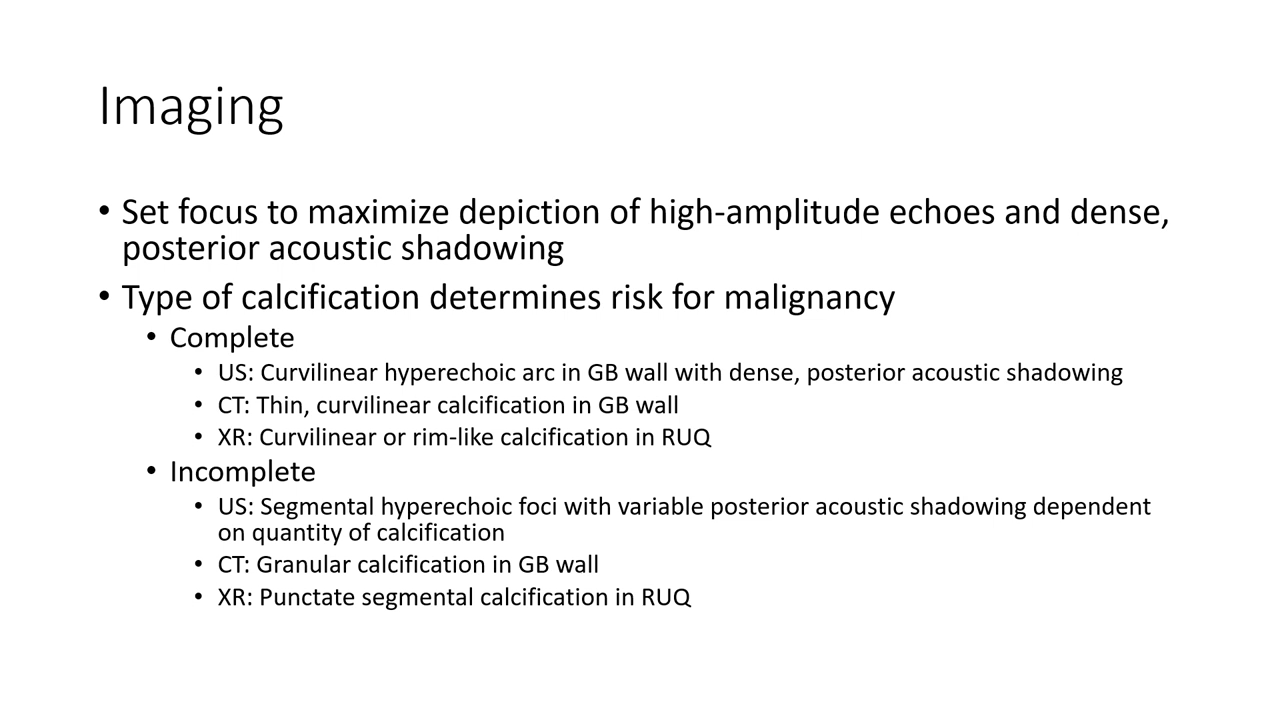 Imaging
• Set focus to maximize depiction of high-amplitude echoes and dense,
posterior acoustic shadowing
• Type of calcification determines risk for malignancy
• Complete
• US: Curvilinear hyperechoic arc in GB wall with dense, posterior acoustic shadowing
• CT: Thin, curvilinear calcification in GB wall
• XR: Curvilinear or rim-like calcification in RUQ
• Incomplete
• US: Segmental hyperechoic foci with variable posterior acoustic shadowing dependent
on quantity of calcification
• CT: Granular calcification in GB wall
• XR: Punctate segmental calcification in RUQ